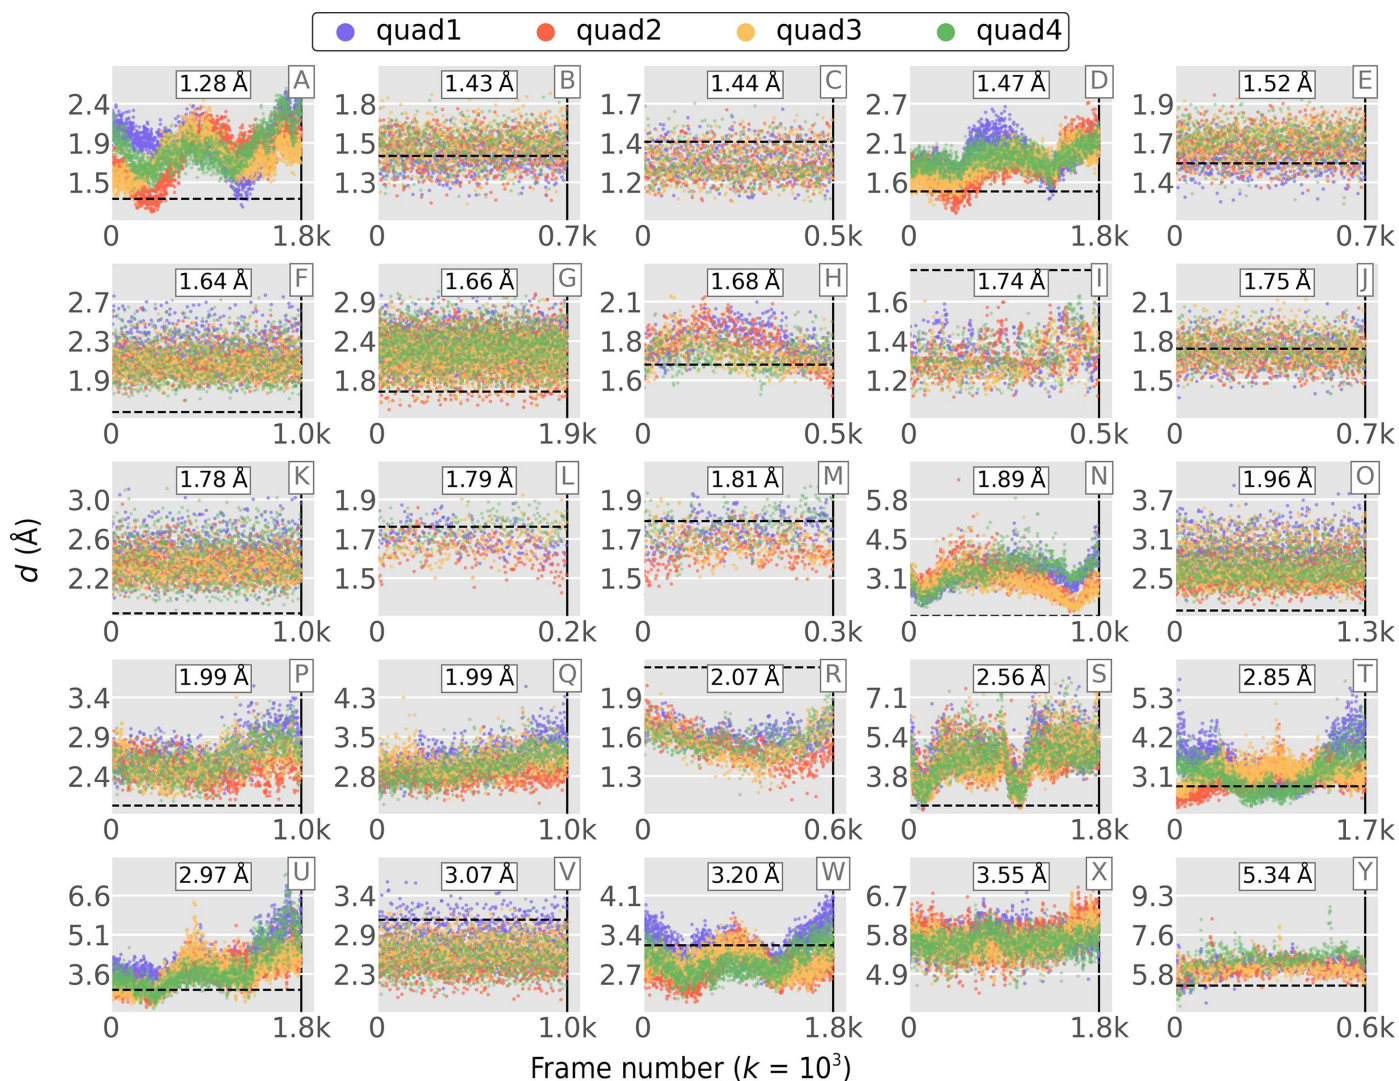 quad1 quad2 quad3 quad4
1.28 Å A 1.43 Å B 1.44 Å C 1.47 Å D 1.52 Å E
2.4 1.8 1.7 2.7 1.9
1.9 1.5 1.4 2.1 1.7
1.5 1.3 1.2 1.6 1.4
0 1.8k 0 0.7k 0 0.5k 0 1.8k 0 0.7k
1.64 Å F 1.66 Å G 1.68 Å H 1.74 Å I 1.75 Å J
2.7 2.9 2.1 1.6 2.1
2.3 2.4 1.8 1.4 1.8
1.9 1.8 1.6 1.2 1.5
0 1.0k 0 1.9k 0 0.5k 0 0.5k 0 0.7k
1.78 Å K 1.79 Å L 1.81 Å M 1.89 Å N 1.96 Å O
3.0 1.9 1.9 5.8 3.7
2.6 1.7 1.7 4.5 3.1
2.2 1.5 1.5 3.1 2.5
0 1.0k 0 0.2k 0 0.3k 0 1.0k 0 1.3k
d (Å)
1.99 Å P 1.99 Å Q 2.07 Å R 2.56 Å S 2.85 Å T
3.4 4.3 1.9 7.1 5.3
2.9 3.5 1.6 5.4 4.2
2.4 2.8 1.3 3.8 3.1
0 1.0k 0 1.0k 0 0.6k 0 1.8k 0 1.7k
2.97 Å U 3.07 Å V 3.20 Å W 3.55 Å X 5.34 Å Y
6.6 3.4 4.1 6.7 9.3
5.1 2.9 3.4 5.8 7.6
3.6 2.3 2.7 4.9 5.8
0 1.8k 0 1.0k 0 1.8k 0 1.8k 0 0.6k
Frame number (k = 10³)